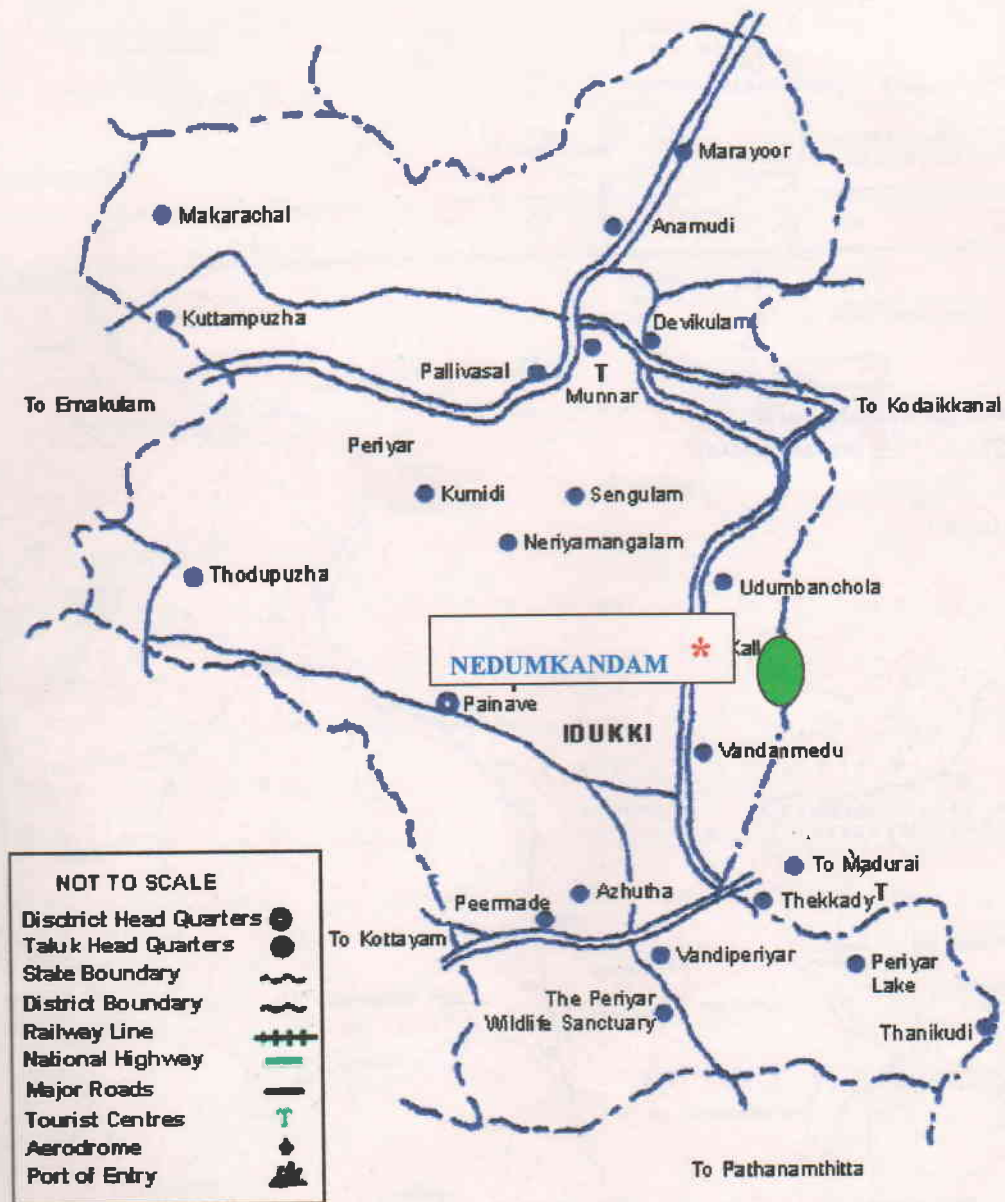 Marayoor
Makarachal
Anamudi
Kuttampuzha
Devikulam
Pallivasal
T
Munnar
To Ernakulam
To Kodaikkanal
Periyar
Kumidi
Sengulam
Neriyamangalam
Thodupuzha
Udumbanchola
*
Kall
NEDUMKANDAM
Painave
IDUKKI
Vandanmedu
To Madurai
Azhutha
Thekkady T
Peermade
To Kottayam
Vandiperiyar
Periyar
Lake
The Periyar
Wildlife Sanctuary
Thanikudi
To Pathanamthitta
NOT TO SCALE
Disctrict Head Quarters
Taluk Head Quarters
State Boundary
District Boundary
Railway Line
National Highway
Major Roads
Tourist Centres T
Aerodrome
Port of Entry